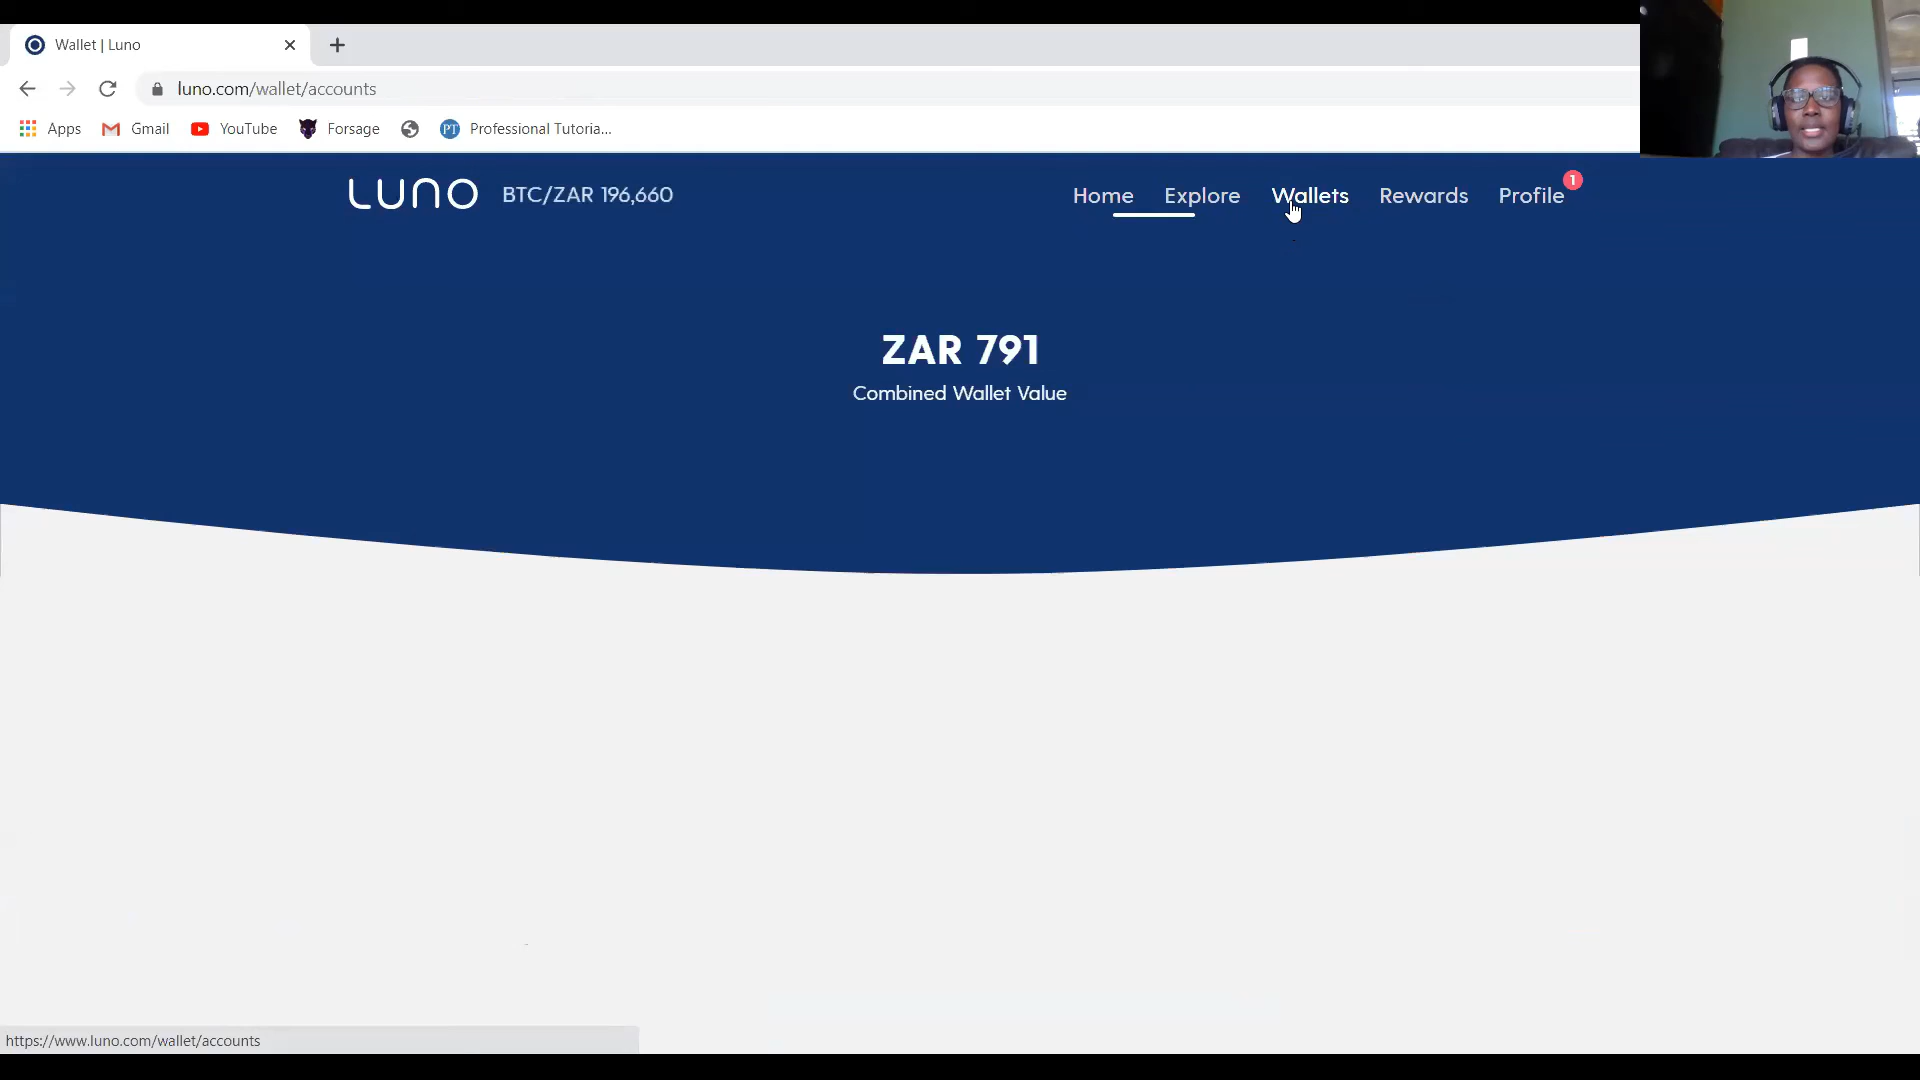 Wallet | Luno
luno.com/wallet/accounts
Apps Gmail YouTube Forsage PT Professional Tutoria...
LUNO BTC/ZAR 196,660 Home Explore Wallets Rewards Profile 1
ZAR 791
Combined Wallet Value
https://www.luno.com/wallet/accounts